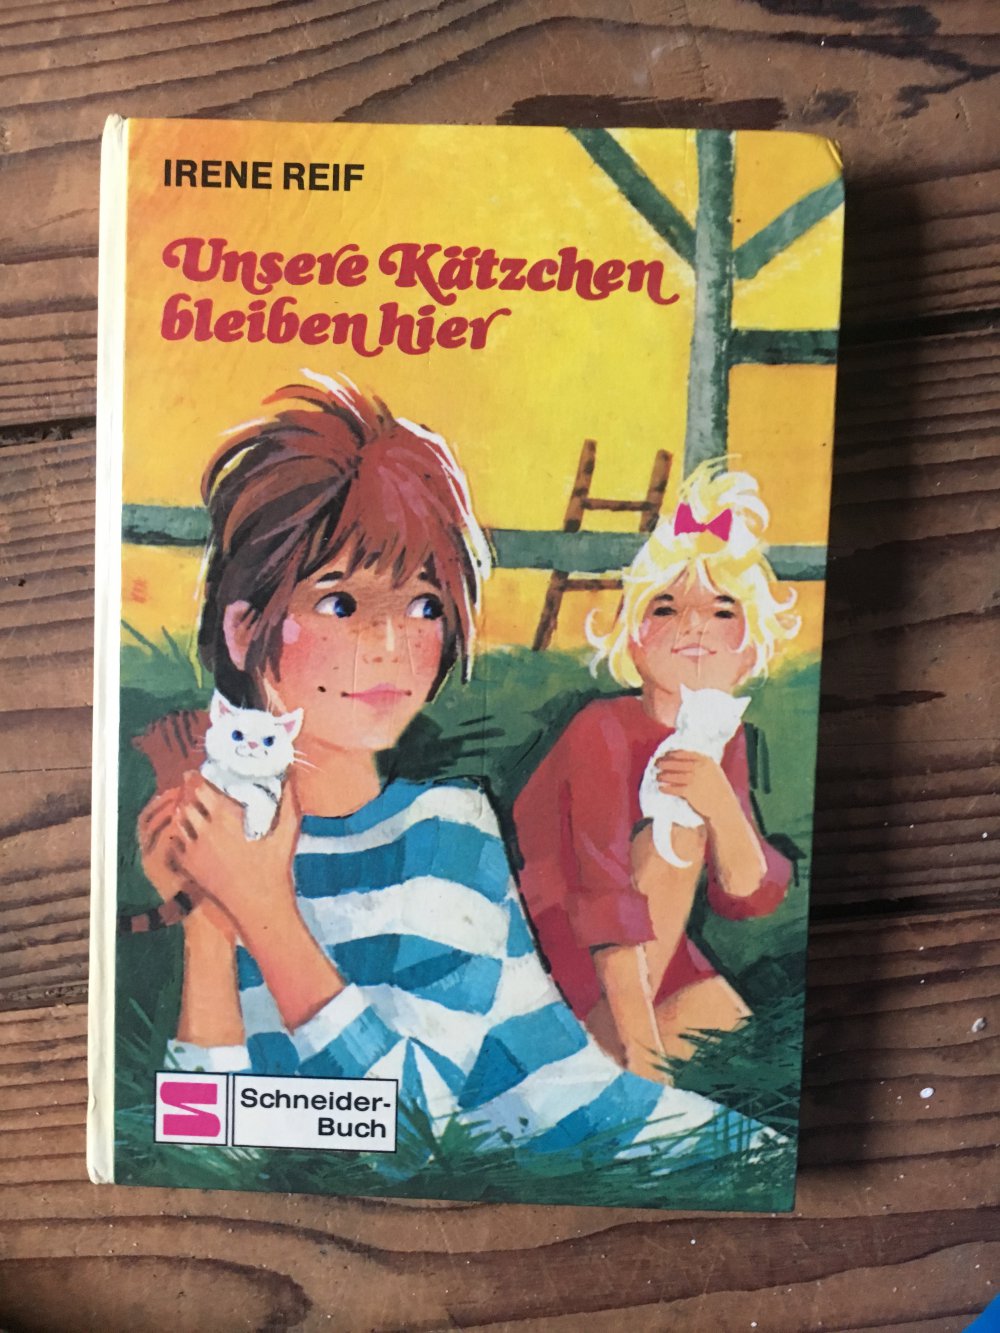 IRENE REIF
Unsere Kätzchen
bleiben hier
Schneider-
Buch